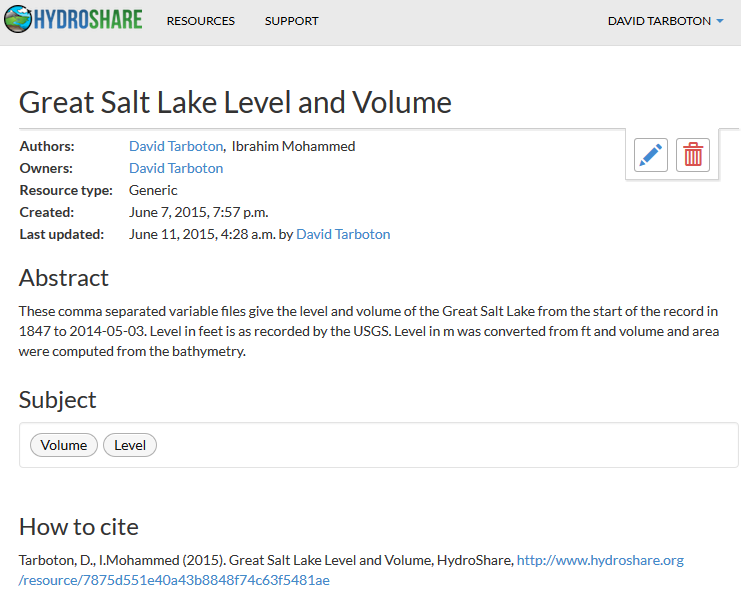 HYDROSHARE RESOURCES SUPPORT DAVID TARBOTON
Great Salt Lake Level and Volume
Authors: David Tarboton, Ibrahim Mohammed
Owners: David Tarboton
Resource type: Generic
Created: June 7, 2015, 7:57 p.m.
Last updated: June 11, 2015, 4:28 a.m. by David Tarboton
Abstract
These comma separated variable files give the level and volume of the Great Salt Lake from the start of the record in
1847 to 2014-05-03. Level in feet is as recorded by the USGS. Level in m was converted from ft and volume and area
were computed from the bathymetry.
Subject
Volume Level
How to cite
Tarboton, D., I.Mohammed (2015). Great Salt Lake Level and Volume, HydroShare, http://www.hydroshare.org
/resource/7875d551e40a43b8848f74c63f5481ae